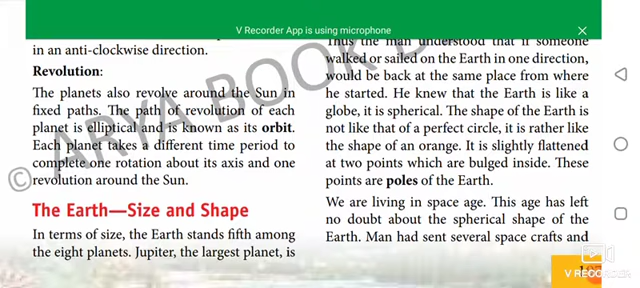 V Recorder App is using microphone
in an anti-clockwise direction.
Revolution:
The planets also revolve around the Sun in
fixed paths. The path of revolution of each
planet is elliptical and is known as its orbit.
Each planet takes a different time period to
complete one rotation about its axis and one
revolution around the Sun.
The Earth—Size and Shape
In terms of size, the Earth stands fifth among
the eight planets. Jupiter, the largest planet, is
Thus the man understood that if someone
walked or sailed on the Earth in one direction,
would be back at the same place from where
he started. He knew that the Earth is like a
globe, it is spherical. The shape of the Earth is
not like that of a perfect circle, it is rather like
the shape of an orange. It is slightly flattened
at two points which are bulged inside. These
points are poles of the Earth.
We are living in space age. This age has left
no doubt about the spherical shape of the
Earth. Man had sent several space crafts and
© ARYA BOOK
V RECORDER